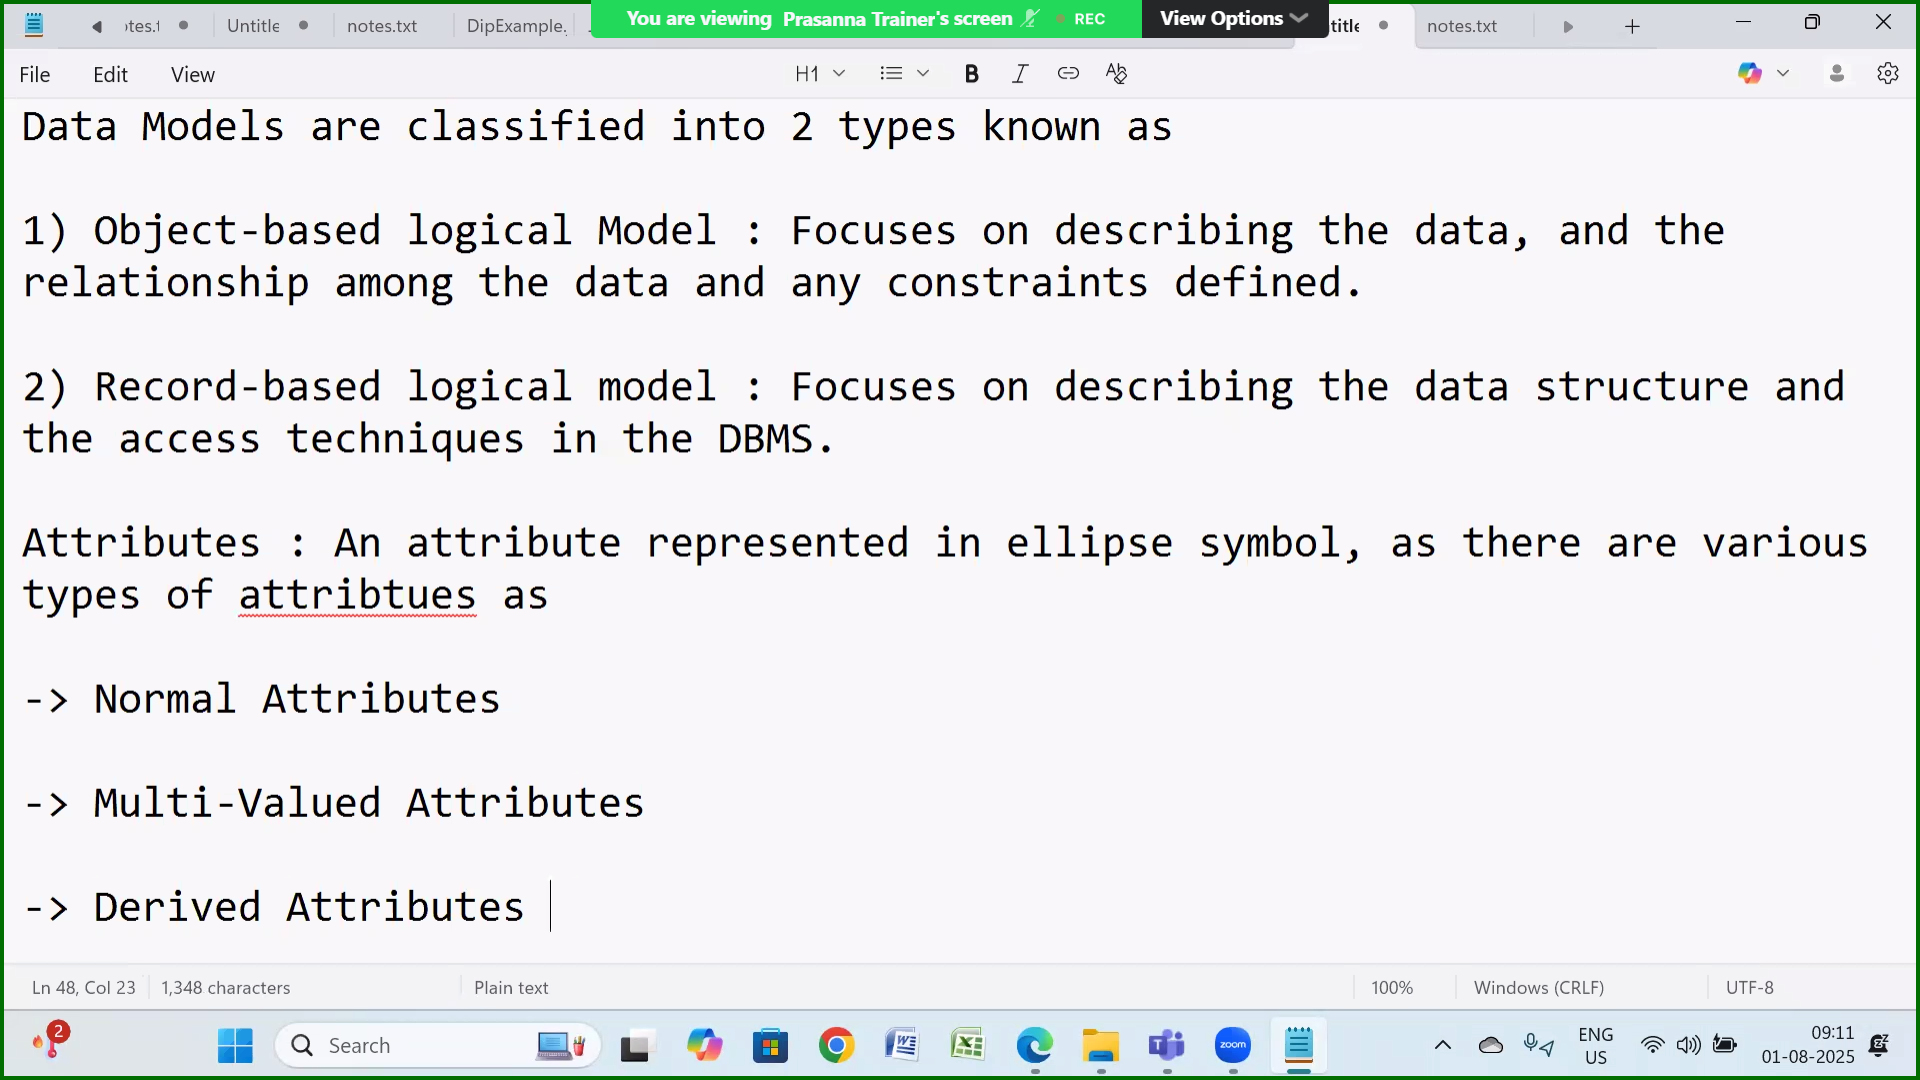 otes.t
Untitle
notes.txt
DipExample.
You are viewing Prasanna Trainer's screen
REC
View Options
title
notes.txt
File
Edit
View
H1
B
I
Data Models are classified into 2 types known as
1) Object-based logical Model : Focuses on describing the data, and the
relationship among the data and any constraints defined.
2) Record-based logical model : Focuses on describing the data structure and
the access techniques in the DBMS.
Attributes : An attribute represented in ellipse symbol, as there are various
types of attribtues as
-> Normal Attributes
-> Multi-Valued Attributes
-> Derived Attributes
Ln 48, Col 23
1,348 characters
Plain text
100%
Windows (CRLF)
UTF-8
2
Search
zoom
ENG
US
09:11
01-08-2025